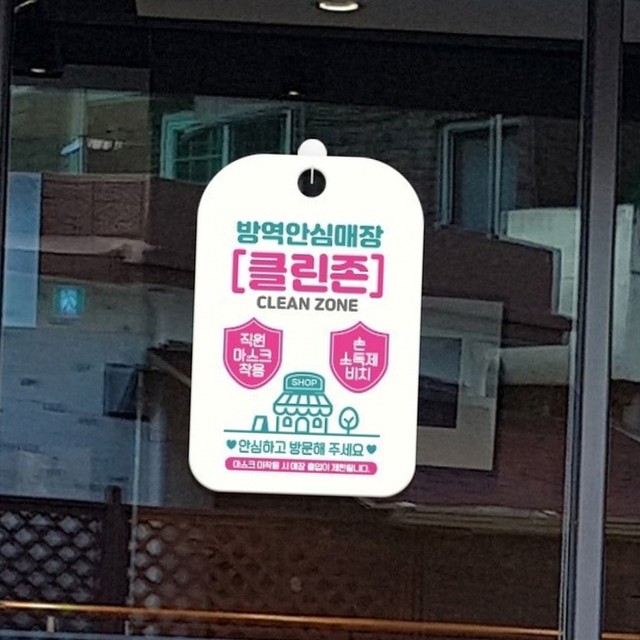 방역안심매장
[클린존]
CLEAN ZONE
직원
마스크
착용
손
소독제
비치
SHOP
♥ 안심하고 방문해 주세요 ♥
마스크 미착용 시 매장 출입이 제한됩니다.